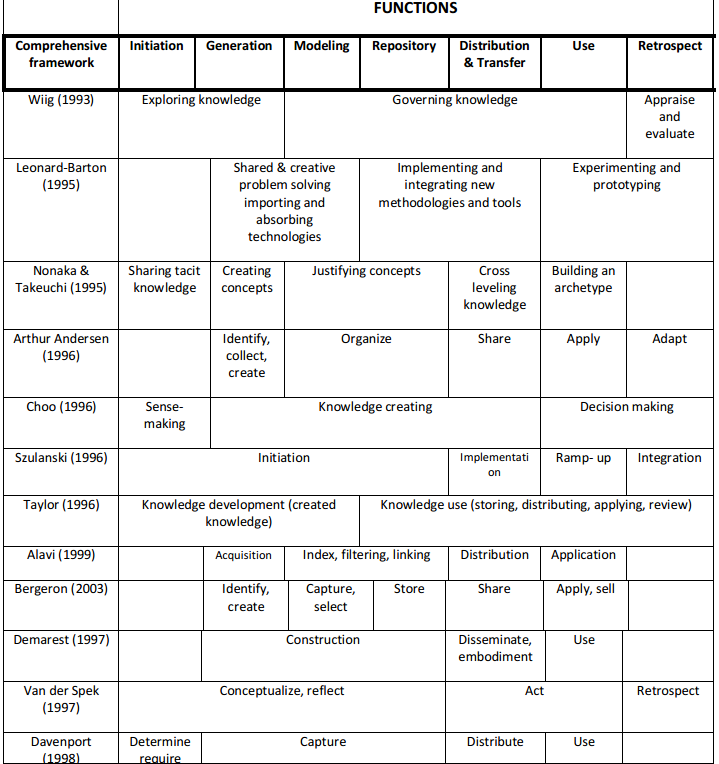 FUNCTIONS
Comprehensive Initiation Generation Modeling Repository Distribution Use Retrospect
framework & Transfer
Wiig (1993) Exploring knowledge Governing knowledge Appraise
and
evaluate
Leonard-Barton Shared & creative Implementing and Experimenting and
(1995) problem solving integrating new prototyping
importing and methodologies and tools
absorbing
technologies
Nonaka & Sharing tacit Creating Justifying concepts Cross Building an
Takeuchi (1995) knowledge concepts leveling archetype
knowledge
Arthur Andersen Identify, Organize Share Apply Adapt
(1996) collect,
create
Choo (1996) Sense- Knowledge creating Decision making
making
Szulanski (1996) Initiation Implementati Ramp- up Integration
on
Taylor (1996) Knowledge development (created Knowledge use (storing, distributing, applying, review)
knowledge)
Alavi (1999) Acquisition Index, filtering, linking Distribution Application
Bergeron (2003) Identify, Capture, Store Share Apply, sell
create select
Demarest (1997) Construction Disseminate, Use
embodiment
Van der Spek Conceptualize, reflect Act Retrospect
(1997)
Davenport Determine Capture Distribute Use
(1998) require